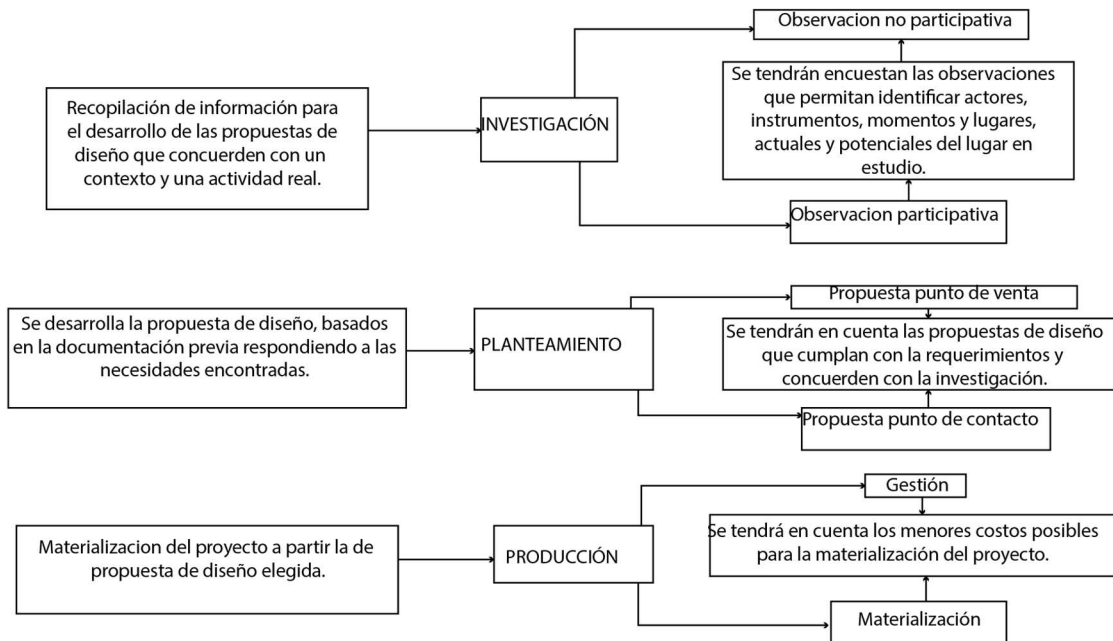 Observacion no participativa
Recopilación de información para
el desarrollo de las propuestas de
diseño que concuerden con un
contexto y una actividad real.
INVESTIGACIÓN
Se tendrán encuestan las observaciones
que permitan identificar actores,
instrumentos, momentos y lugares,
actuales y potenciales del lugar en
estudio.
Observacion participativa
Propuesta punto de venta
Se desarrolla la propuesta de diseño, basados
en la documentación previa respondiendo a las
necesidades encontradas.
PLANTEAMIENTO
Se tendrán en cuenta las propuestas de diseño
que cumplan con la requerimientos y
concuerden con la investigación.
Propuesta punto de contacto
Gestión
Materializacion del proyecto a partir la de
propuesta de diseño elegida.
PRODUCCIÓN
Se tendrá en cuenta los menores costos posibles
para la materialización del proyecto.
Materialización